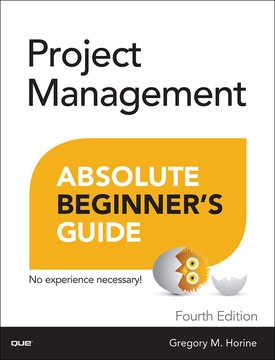 Project
Management
ABSOLUTE
BEGINNER'S
GUIDE
No experience necessary!
Fourth Edition
que®
Gregory M. Horine